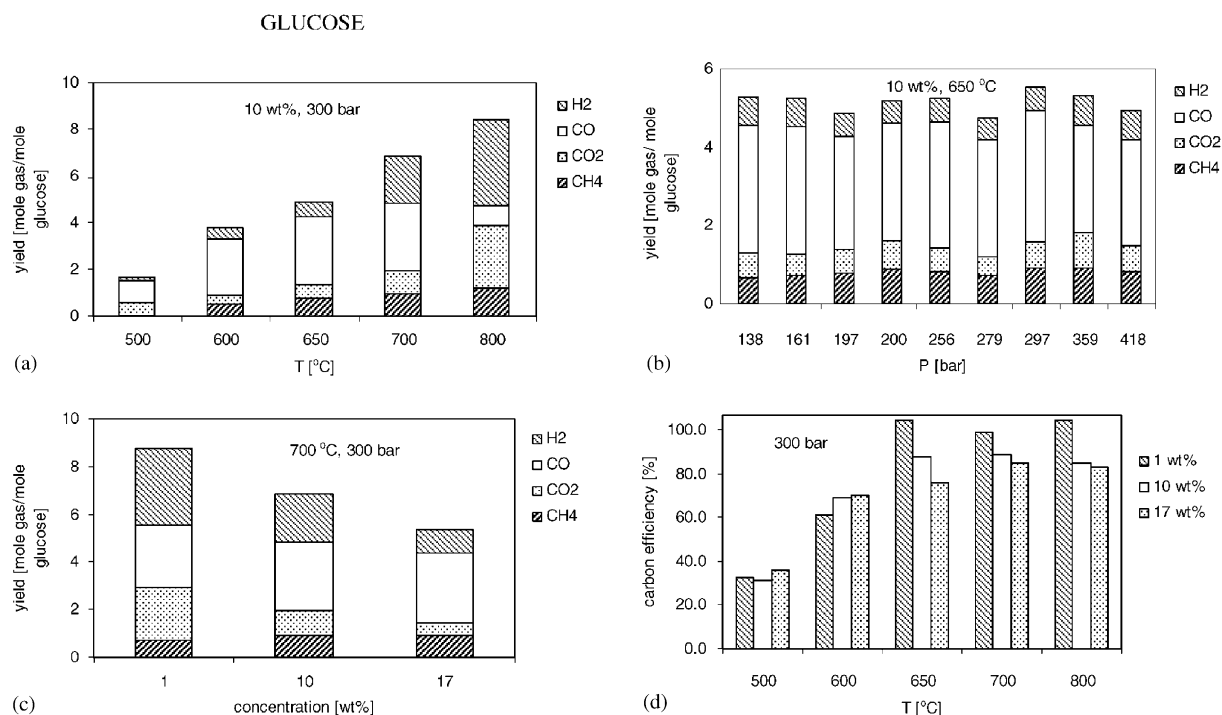 GLUCOSE
10
8
6
4
2
0
yield [mole gas/mole
glucose]
10 wt%, 300 bar
H2
CO
CO2
CH4
500 600 650 700 800
T [°C]
(a)
6
4
2
0
yield [mole gas/ mole
glucose]
10 wt%, 650 °C
H2
CO
CO2
CH4
138 161 197 200 256 279 297 359 418
P [bar]
(b)
10
8
6
4
2
0
yield [mole gas/mole
glucose]
700 °C, 300 bar
H2
CO
CO2
CH4
1 10 17
concentration [wt%]
(c)
100.0
80.0
60.0
40.0
20.0
0.0
carbon efficiency [%]
300 bar
1 wt%
10 wt%
17 wt%
500 600 650 700 800
T [°C]
(d)